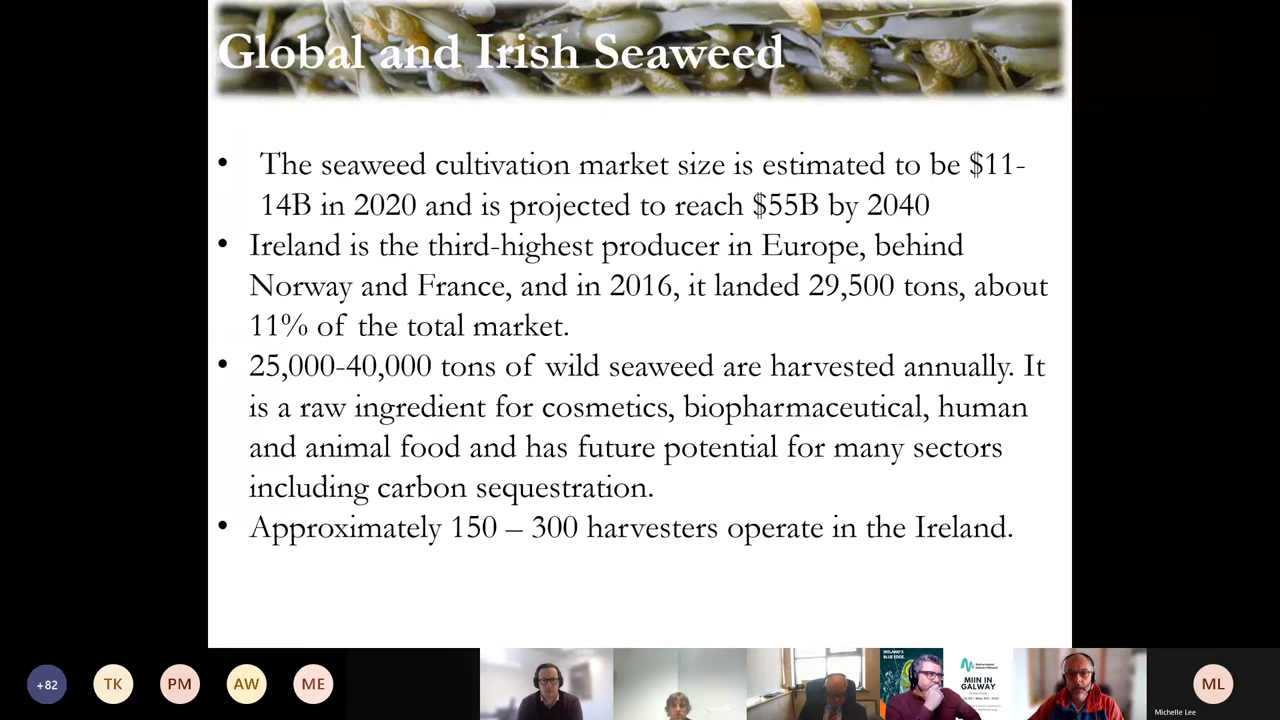 Global and Irish Seaweed
• The seaweed cultivation market size is estimated to be $11-
14B in 2020 and is projected to reach $55B by 2040
• Ireland is the third-highest producer in Europe, behind
Norway and France, and in 2016, it landed 29,500 tons, about
11% of the total market.
• 25,000-40,000 tons of wild seaweed are harvested annually. It
is a raw ingredient for cosmetics, biopharmaceutical, human
and animal food and has future potential for many sectors
including carbon sequestration.
• Approximately 150 – 300 harvesters operate in the Ireland.
+82
TK
PM
AW
ME
IRELAND'S
BLUE EDGE.
MIIN IN
GALWAY
ML
Michelle Lee